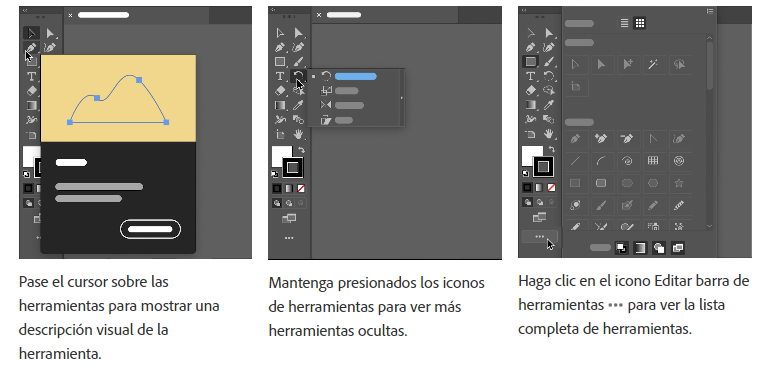 Pase el cursor sobre las
herramientas para mostrar una
descripción visual de la
herramienta.
Mantenga presionados los iconos
de herramientas para ver más
herramientas ocultas.
Haga clic en el icono Editar barra de
herramientas ••• para ver la lista
completa de herramientas.